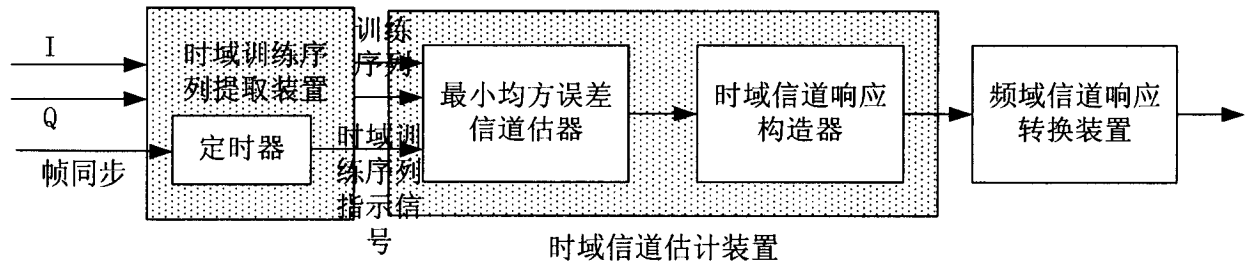 I
Q
帧同步
时域训练序
列提取装置
定时器
训练
序列
时域训
练序列
指示信
号
最小均方误差
信道估器
时域信道响应
构造器
时域信道估计装置
频域信道响应
转换装置